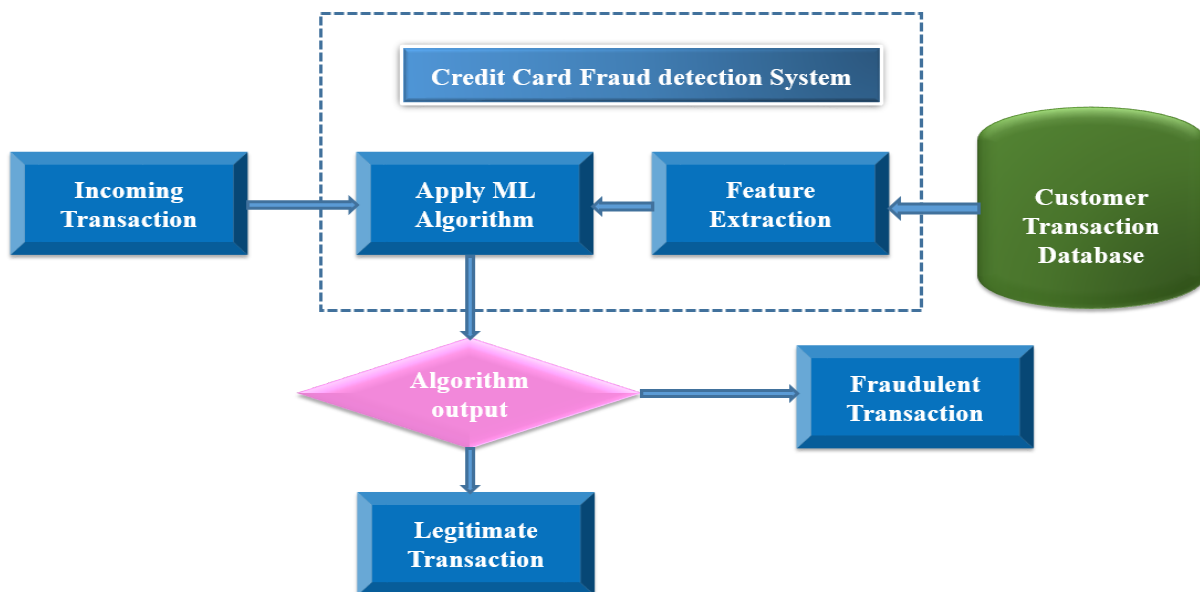 Credit Card Fraud detection System
Incoming
Transaction
Apply ML
Algorithm
Feature
Extraction
Customer
Transaction
Database
Algorithm
output
Fraudulent
Transaction
Legitimate
Transaction